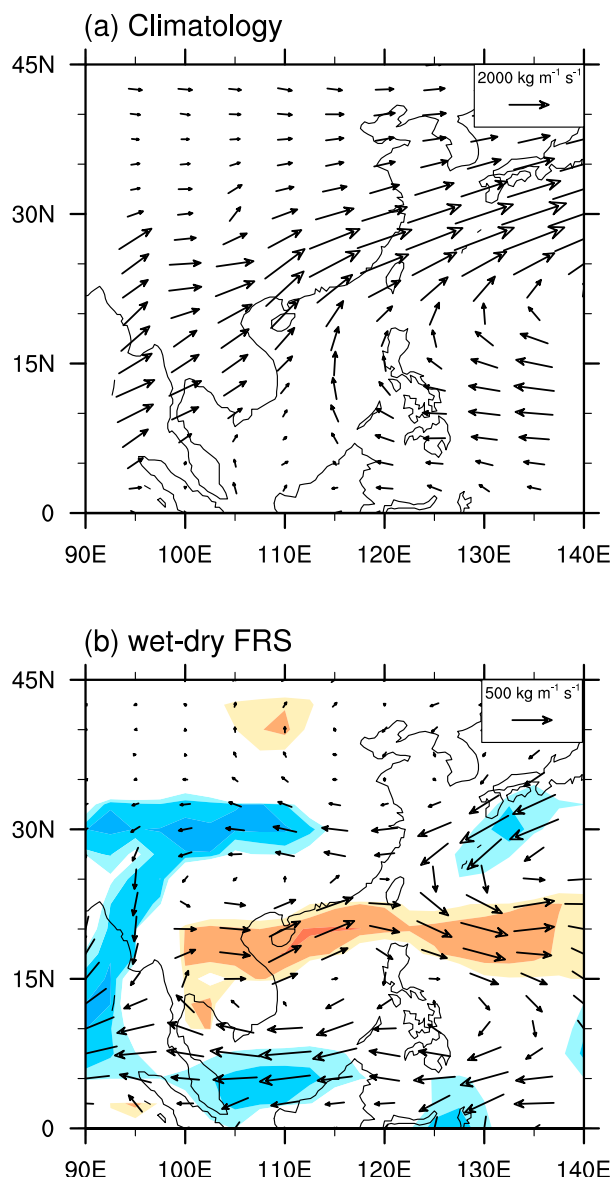 (a) Climatology
45N
2000 kg m⁻¹ s⁻¹
30N
15N
0
90E 100E 110E 120E 130E 140E
(b) wet-dry FRS
45N
500 kg m⁻¹ s⁻¹
30N
15N
0
90E 100E 110E 120E 130E 140E